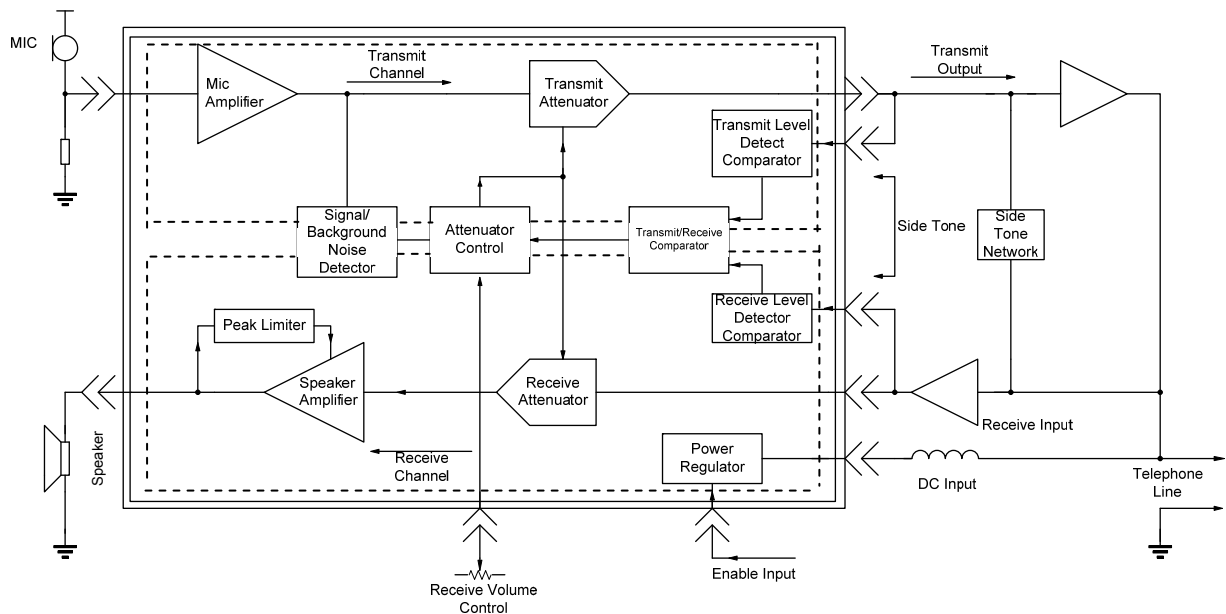 MIC
Mic
Amplifier
Transmit
Channel
Transmit
Attenuator
Transmit
Output
Transmit Level
Detect
Comparator
Signal/
Background
Noise
Detector
Attenuator
Control
Transmit/Receive
Comparator
Side Tone
Side
Tone
Network
Peak Limiter
Receive Level
Detector
Comparator
Speaker
Amplifier
Receive
Attenuator
Receive Input
Speaker
Receive
Channel
Power
Regulator
DC Input
Telephone
Line
Enable Input
Receive Volume
Control